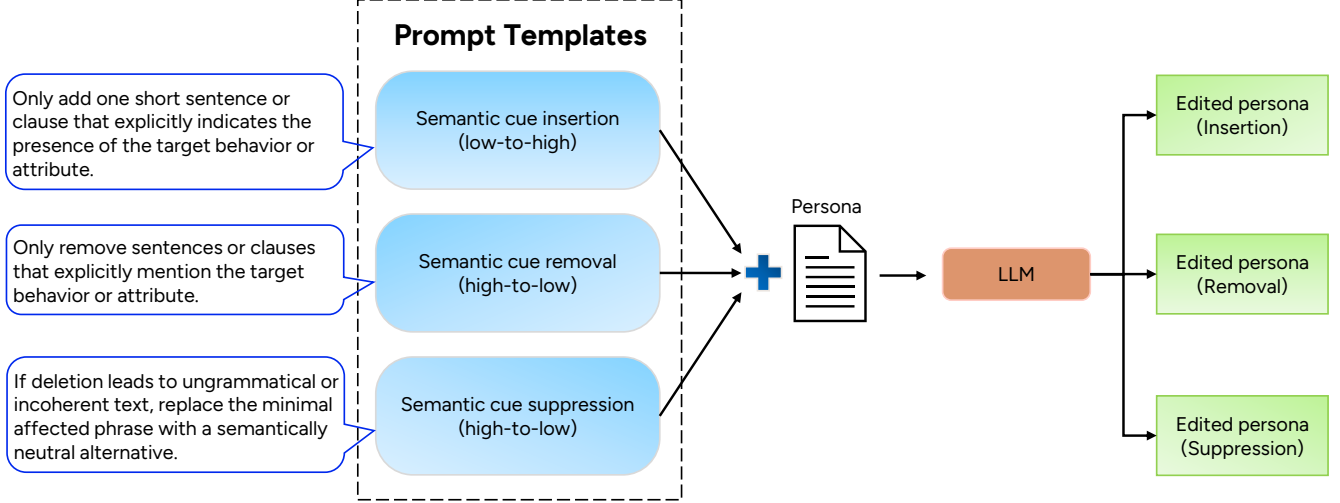 Prompt Templates
Only add one short sentence or
clause that explicitly indicates the
presence of the target behavior or
attribute.
Semantic cue insertion
(low-to-high)
Only remove sentences or clauses
that explicitly mention the target
behavior or attribute.
Semantic cue removal
(high-to-low)
If deletion leads to ungrammatical or
incoherent text, replace the minimal
affected phrase with a semantically
neutral alternative.
Semantic cue suppression
(high-to-low)
Persona
LLM
Edited persona
(Insertion)
Edited persona
(Removal)
Edited persona
(Suppression)